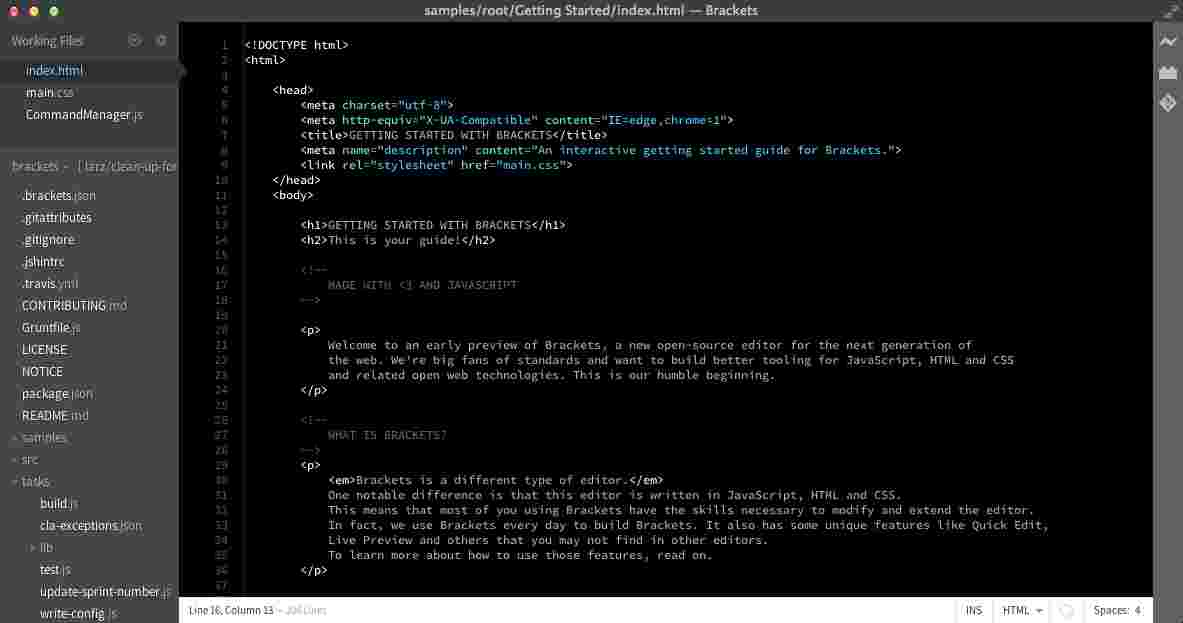 samples/root/Getting Started/index.html — Brackets
Working Files
index.html
main.css
CommandManager.js
brackets
[ larz/clean-up-for
.brackets.json
.gitattributes
.gitignore
.jshintrc
.travis.yml
CONTRIBUTING.md
Gruntfile.js
LICENSE
NOTICE
package.json
README.md
samples
src
tasks
build.js
cla-exceptions.json
lib
test.js
update-sprint-number.js
write-config.js
1 <!DOCTYPE html>
2 <html>
3
4 <head>
5 <meta charset="utf-8">
6 <meta http-equiv="X-UA-Compatible" content="IE=edge,chrome=1">
7 <title>GETTING STARTED WITH BRACKETS</title>
8 <meta name="description" content="An interactive getting started guide for Brackets.">
9 <link rel="stylesheet" href="main.css">
10 </head>
11 <body>
12
13 <h1>GETTING STARTED WITH BRACKETS</h1>
14 <h2>This is your guide!</h2>
15
16 <!--
17 MADE WITH <3 AND JAVASCRIPT
18 -->
19
20 <p>
21 Welcome to an early preview of Brackets, a new open-source editor for the next generation of
22 the web. We're big fans of standards and want to build better tooling for JavaScript, HTML and CSS
23 and related open web technologies. This is our humble beginning.
24 </p>
25
26 <!--
27 WHAT IS BRACKETS?
28 -->
29 <p>
30 <em>Brackets is a different type of editor.</em>
31 One notable difference is that this editor is written in JavaScript, HTML and CSS.
32 This means that most of you using Brackets have the skills necessary to modify and extend the editor.
33 In fact, we use Brackets every day to build Brackets. It also has some unique features like Quick Edit,
34 Live Preview and others that you may not find in other editors.
35 To learn more about how to use those features, read on.
36 </p>
37
Line 16, Column 13 — 204 Lines
INS
HTML
Spaces: 4